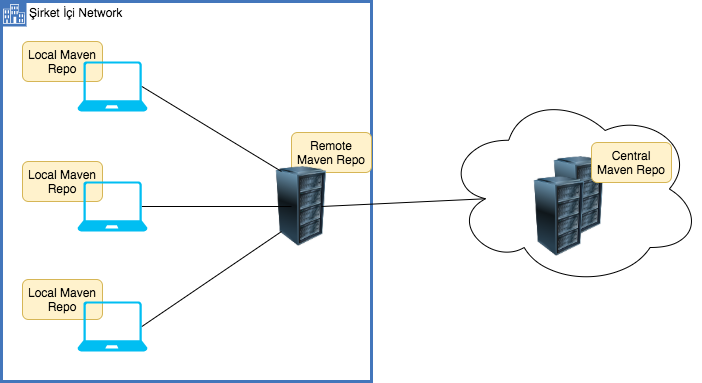 Şirket İçi Network
Local Maven
Repo
Remote
Maven Repo
Central
Maven Repo
Local Maven
Repo
Local Maven
Repo